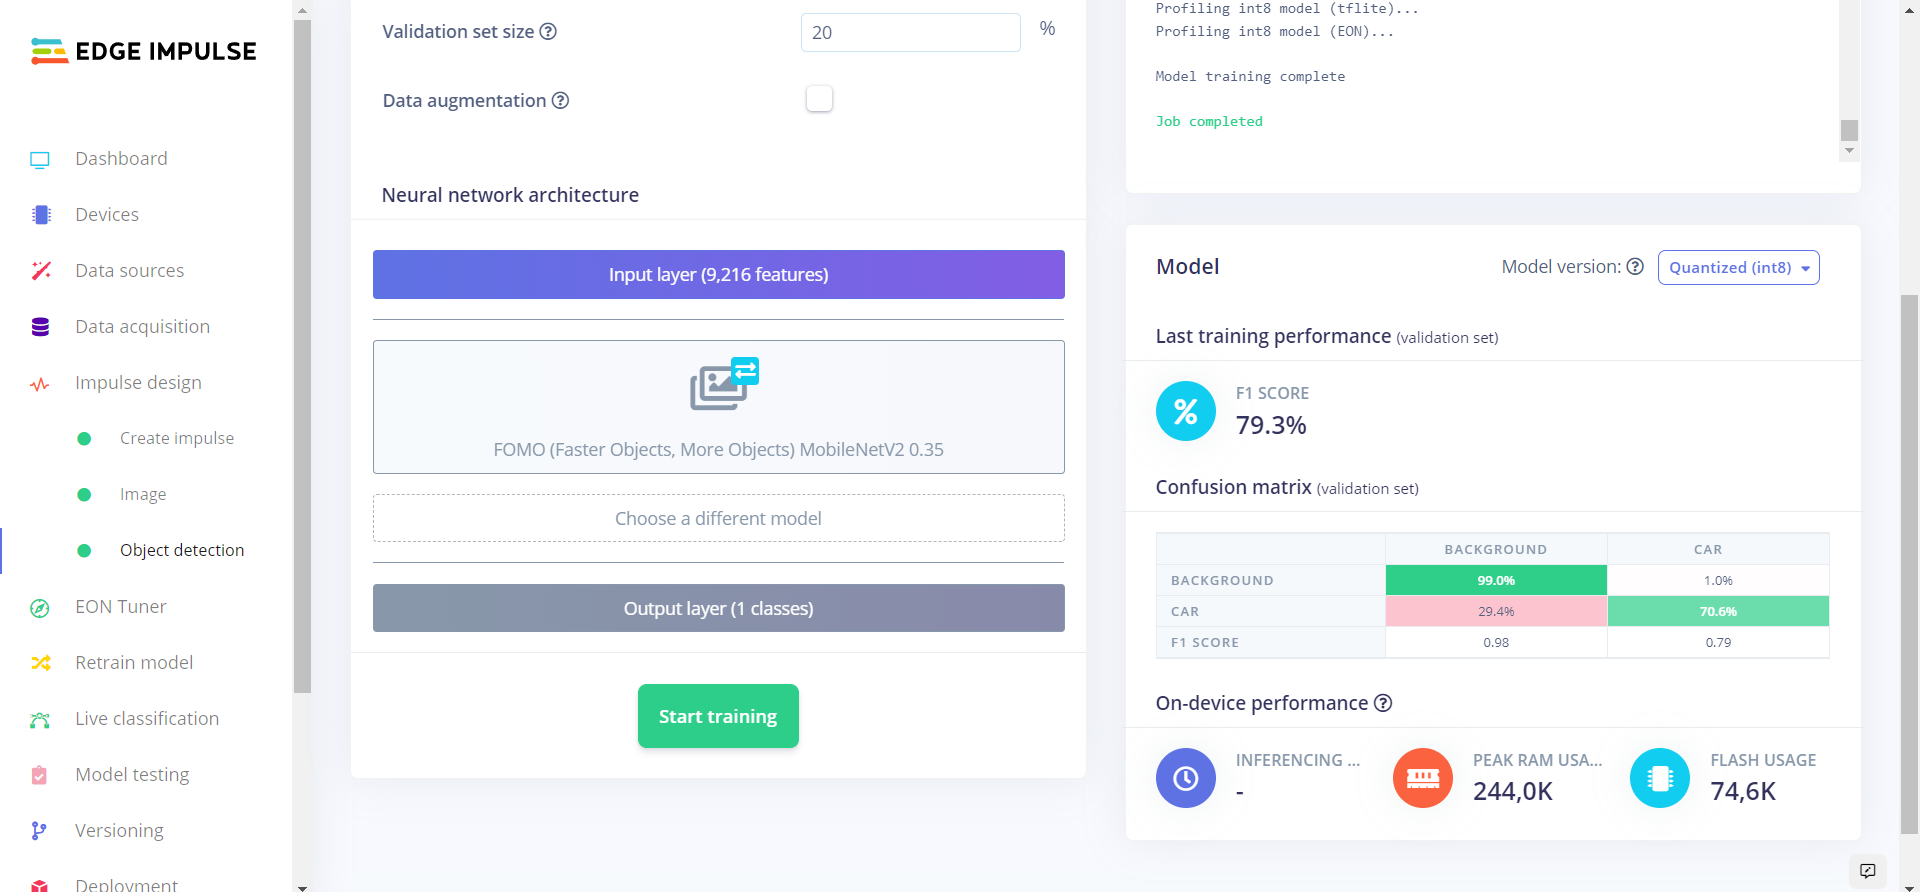 EDGE IMPULSE
Dashboard
Devices
Data sources
Data acquisition
Impulse design
Create impulse
Image
Object detection
EON Tuner
Retrain model
Live classification
Model testing
Versioning
Deployment
Validation set size
20
%
Data augmentation
Neural network architecture
Input layer (9,216 features)
FOMO (Faster Objects, More Objects) MobileNetV2 0.35
Choose a different model
Output layer (1 classes)
Start training
Profiling int8 model (tflite)...
Profiling int8 model (EON)...
Model training complete
Job completed
Model
Model version:
Quantized (int8)
Last training performance (validation set)
%
F1 SCORE
79.3%
Confusion matrix (validation set)
BACKGROUND CAR
BACKGROUND 99.0% 1.0%
CAR 29.4% 70.6%
F1 SCORE 0.98 0.79
On-device performance
INFERENCING ...
-
PEAK RAM USA...
244,0K
FLASH USAGE
74,6K